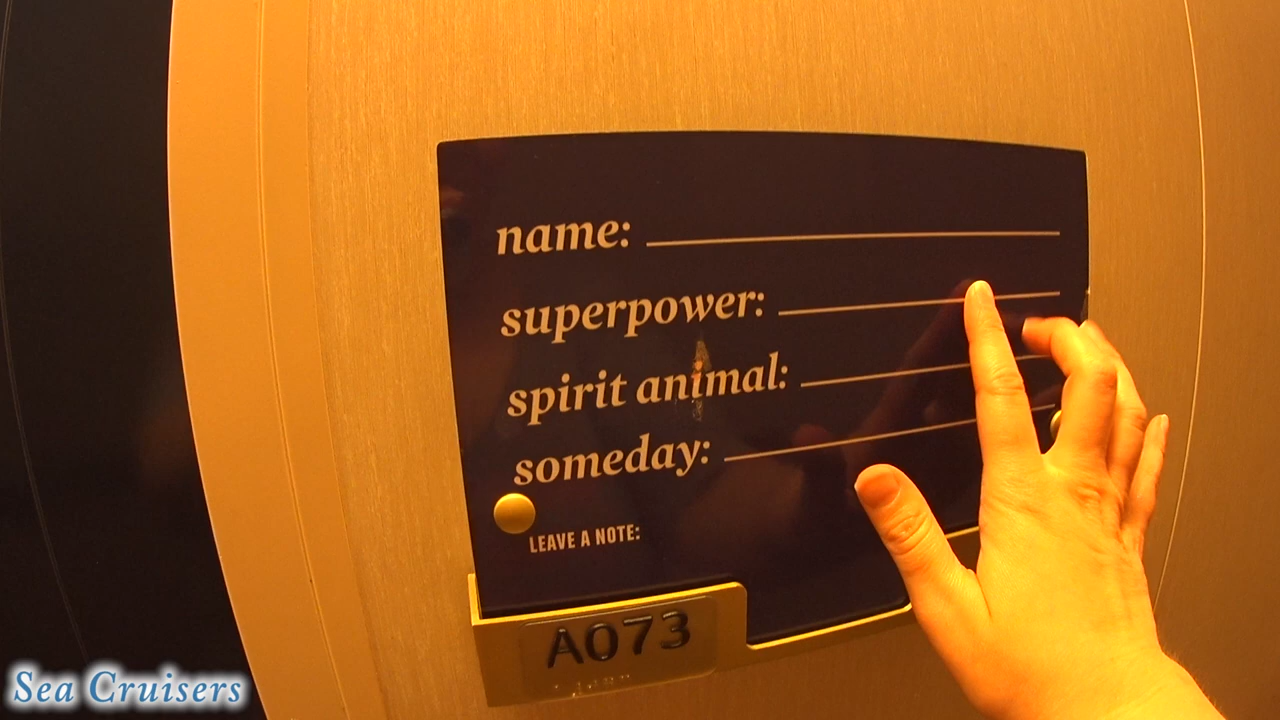 name:
superpower:
spirit animal:
someday:
LEAVE A NOTE:
A073
Sea Cruisers